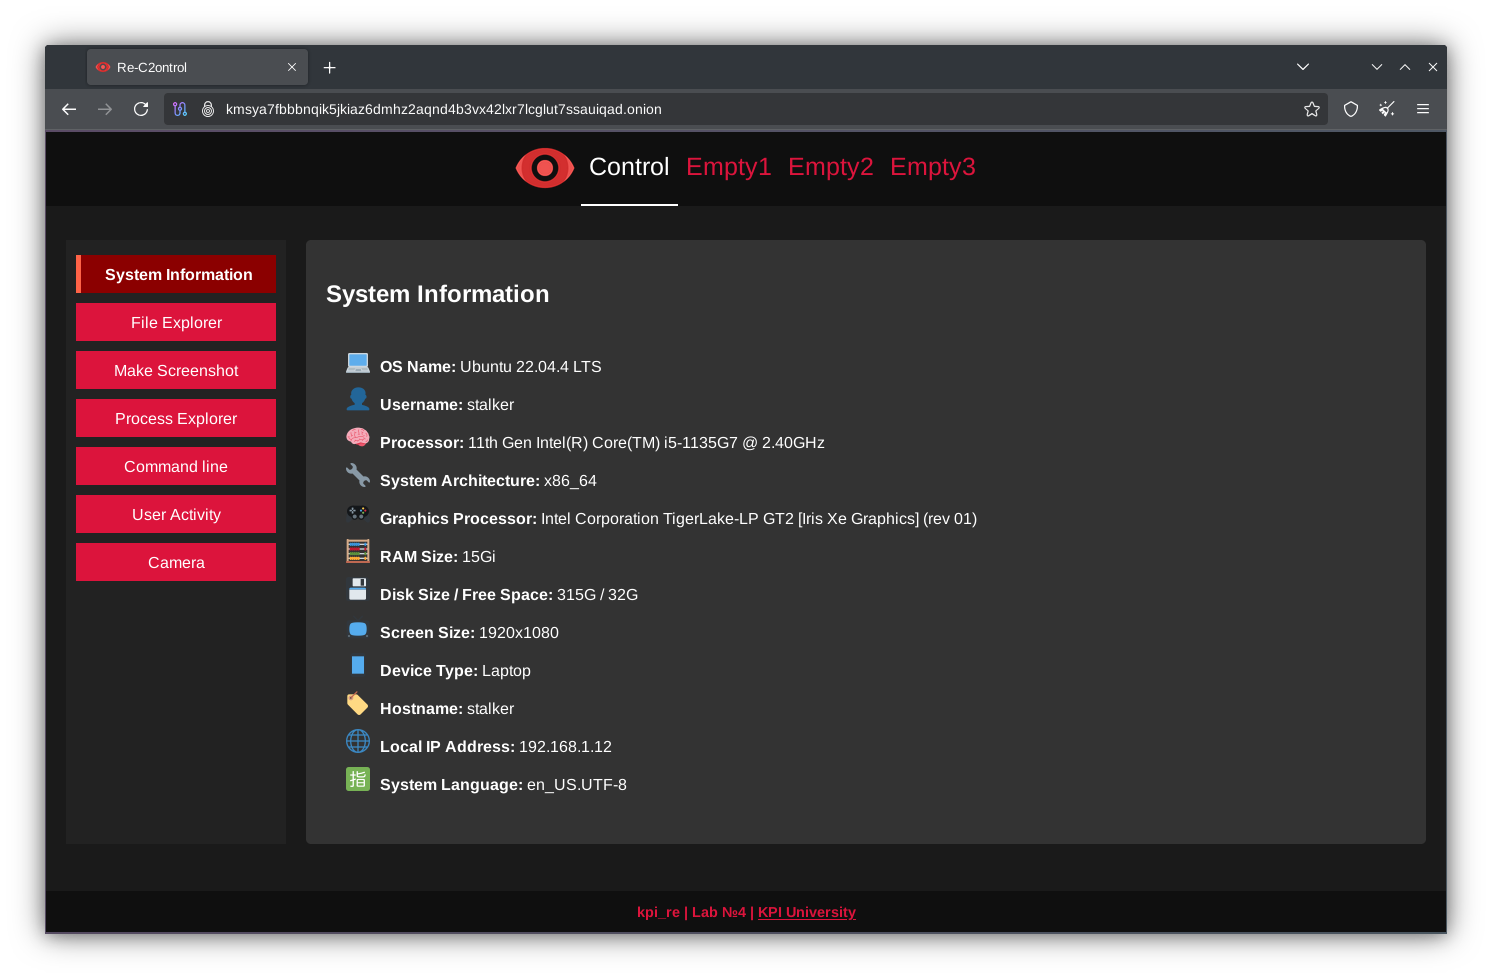 Re-C2ontrol
kmsya7fbbbnqik5jkiaz6dmhz2aqnd4b3vx42lxr7lcglut7ssauiqad.onion
Control Empty1 Empty2 Empty3
System Information
File Explorer
Make Screenshot
Process Explorer
Command line
User Activity
Camera
System Information
OS Name: Ubuntu 22.04.4 LTS
Username: stalker
Processor: 11th Gen Intel(R) Core(TM) i5-1135G7 @ 2.40GHz
System Architecture: x86_64
Graphics Processor: Intel Corporation TigerLake-LP GT2 [Iris Xe Graphics] (rev 01)
RAM Size: 15Gi
Disk Size / Free Space: 315G / 32G
Screen Size: 1920x1080
Device Type: Laptop
Hostname: stalker
Local IP Address: 192.168.1.12
指 System Language: en_US.UTF-8
kpi_re | Lab №4 | KPI University